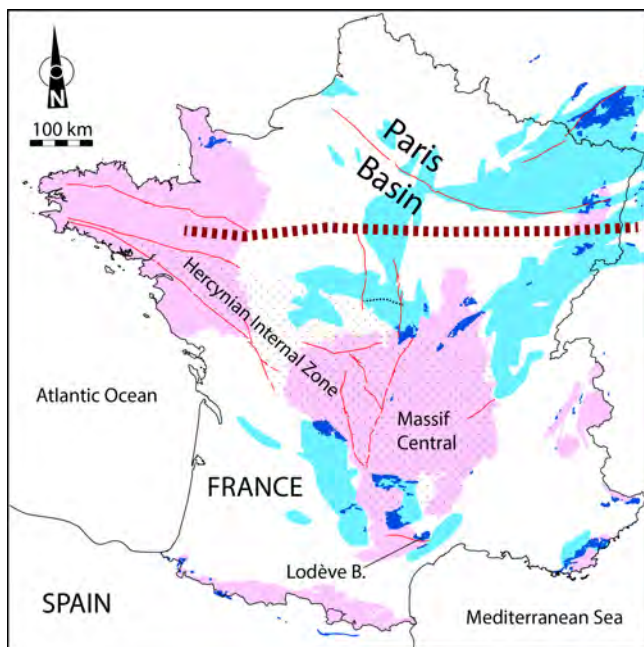 N
100 km
Paris
Basin
Hercynian Internal Zone
Atlantic Ocean
Massif
Central
FRANCE
Lodève B.
SPAIN
Mediterranean Sea